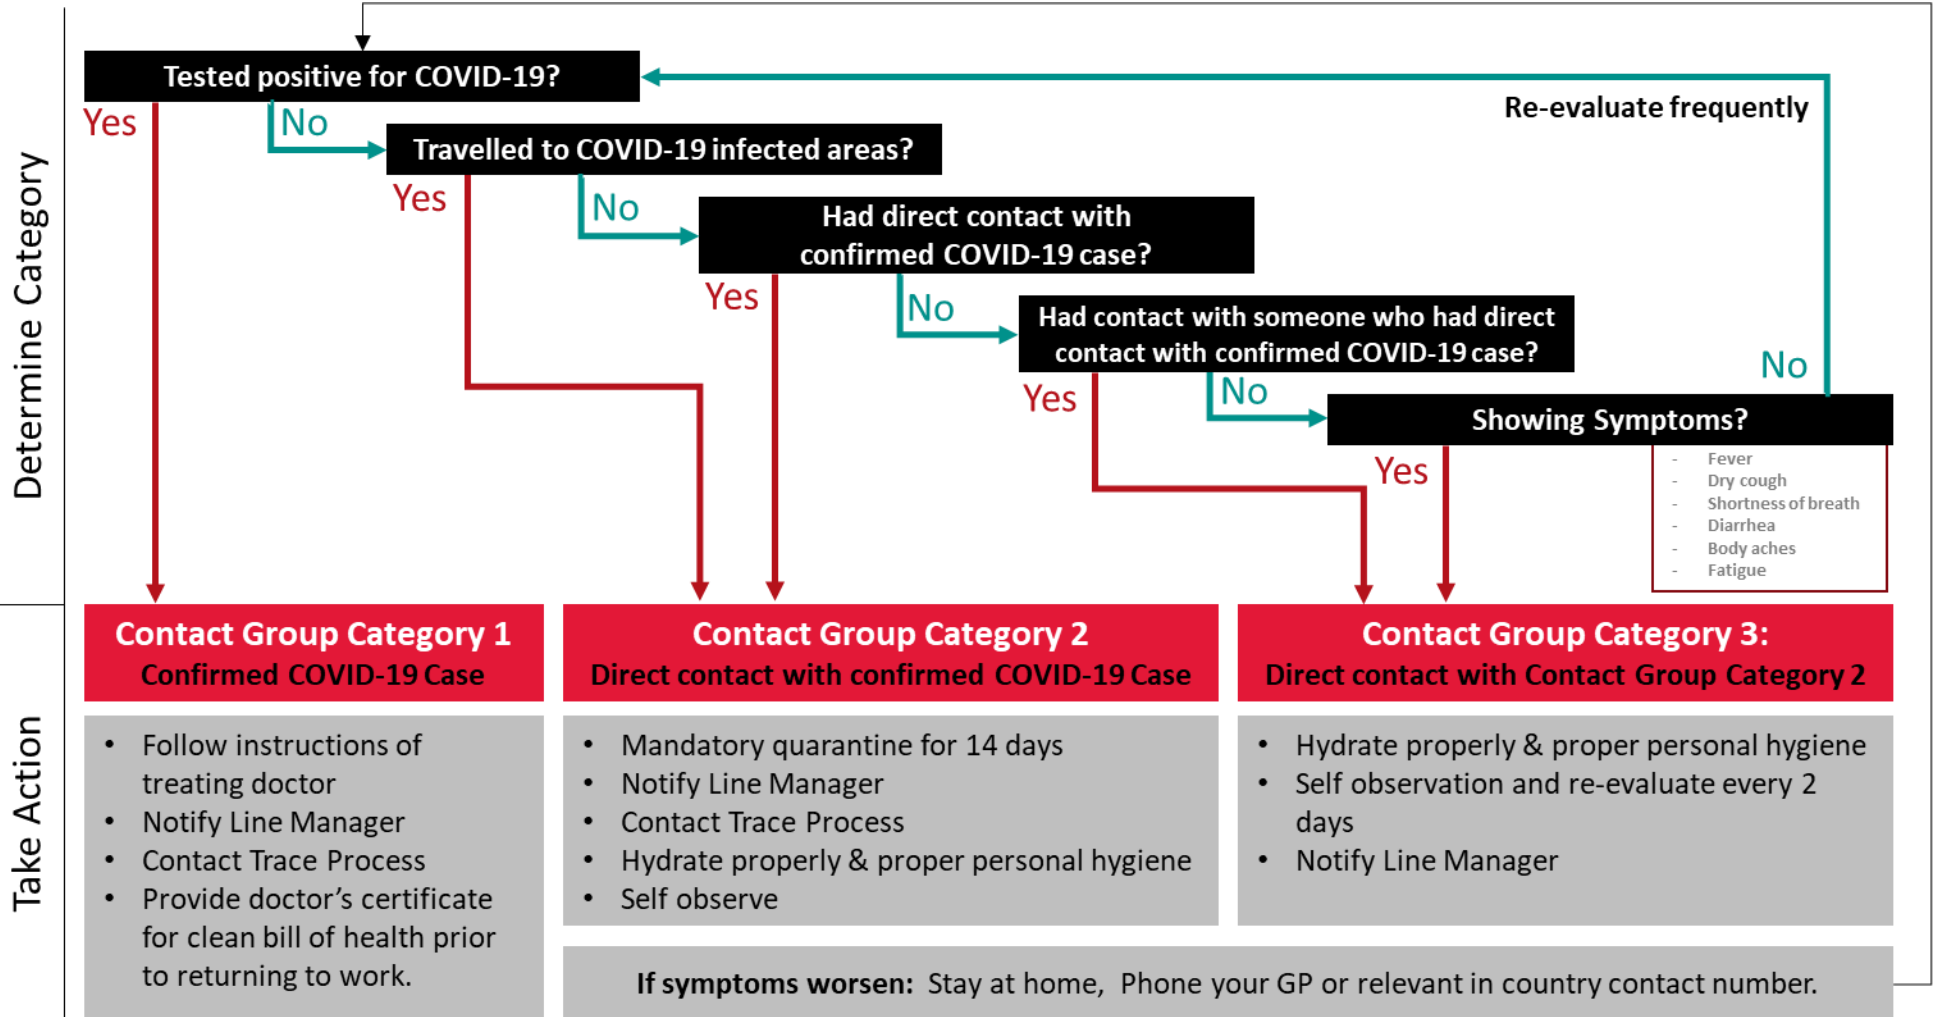 Determine Category
Tested positive for COVID-19?
Yes
No
Re-evaluate frequently
Travelled to COVID-19 infected areas?
Yes
No
Had direct contact with
confirmed COVID-19 case?
Yes
No
Had contact with someone who had direct
contact with confirmed COVID-19 case?
Yes
No
No
Showing Symptoms?
Yes
- Fever
- Dry cough
- Shortness of breath
- Diarrhea
- Body aches
- Fatigue
Take Action
Contact Group Category 1
Confirmed COVID-19 Case
• Follow instructions of
treating doctor
• Notify Line Manager
• Contact Trace Process
• Provide doctor’s certificate
for clean bill of health prior
to returning to work.
Contact Group Category 2
Direct contact with confirmed COVID-19 Case
• Mandatory quarantine for 14 days
• Notify Line Manager
• Contact Trace Process
• Hydrate properly & proper personal hygiene
• Self observe
Contact Group Category 3:
Direct contact with Contact Group Category 2
• Hydrate properly & proper personal hygiene
• Self observation and re-evaluate every 2
days
• Notify Line Manager
If symptoms worsen: Stay at home, Phone your GP or relevant in country contact number.